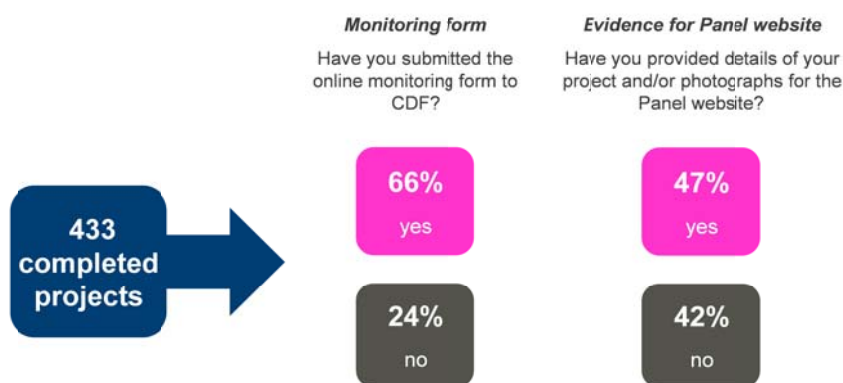 Monitoring form
Have you submitted the
online monitoring form to
CDF?
66%
yes
24%
no
Evidence for Panel website
Have you provided details of your
project and/or photographs for the
Panel website?
47%
yes
42%
no
433
completed
projects